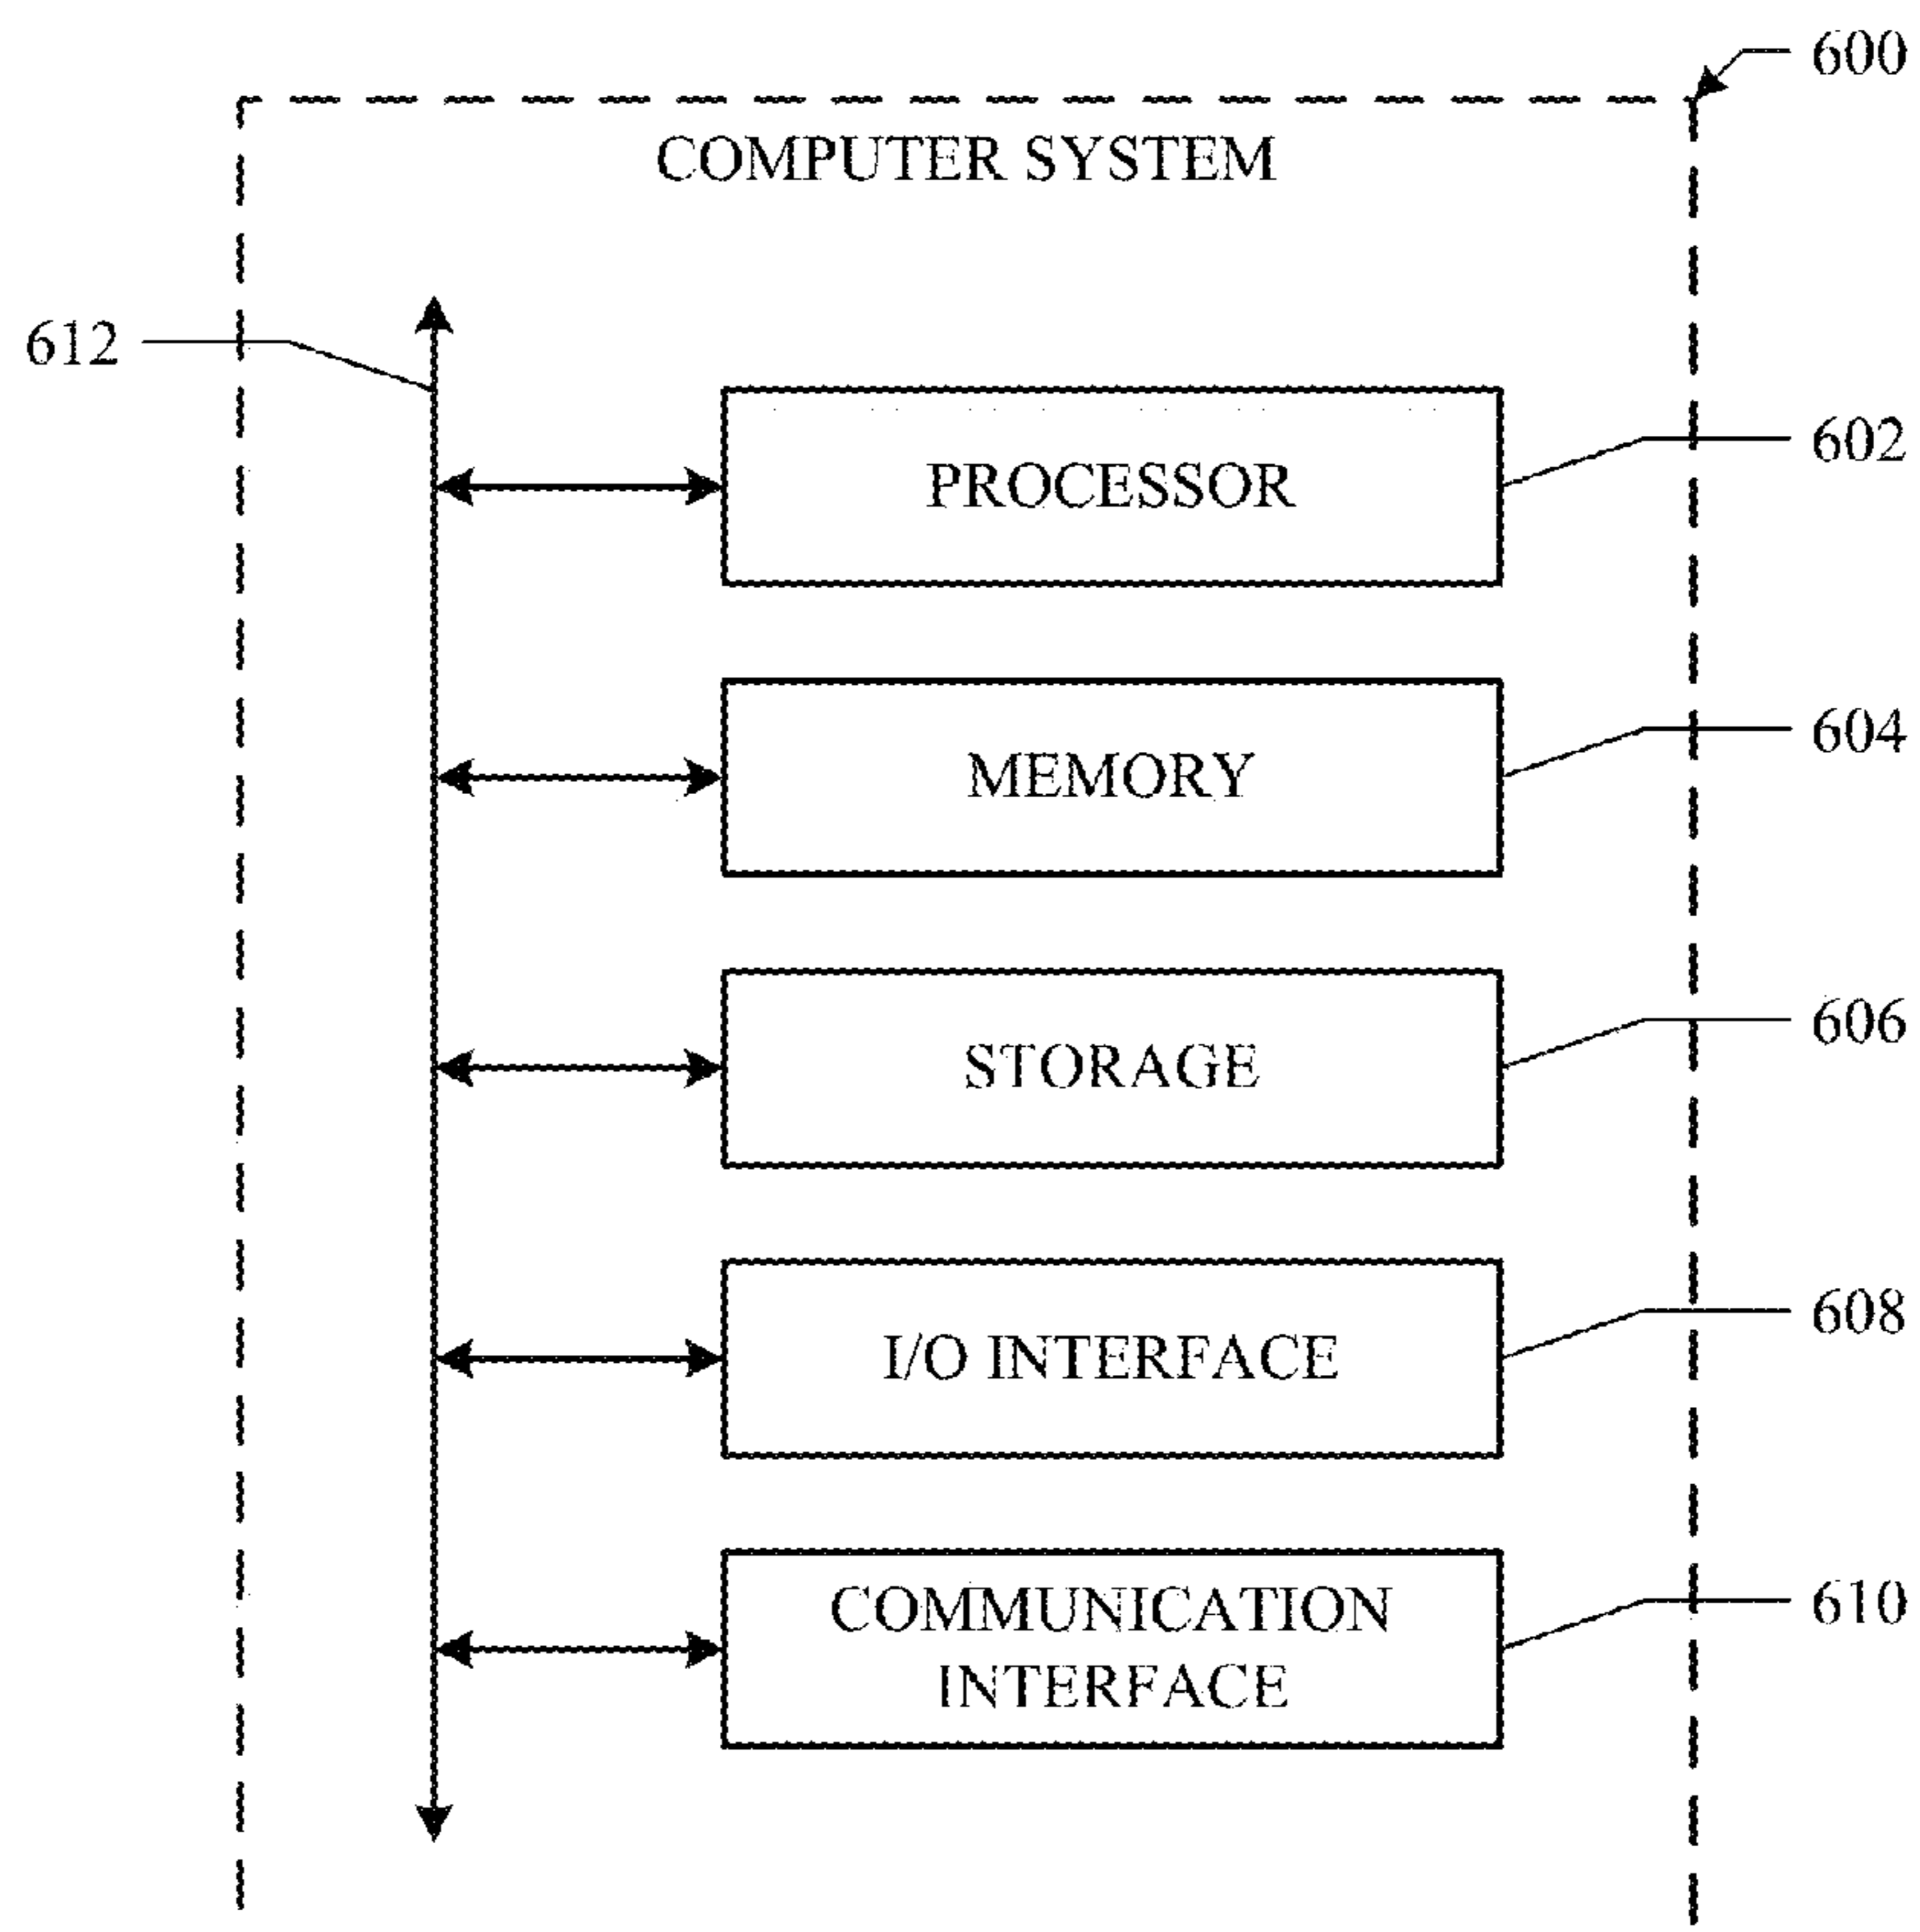 600
COMPUTER SYSTEM
612
602
PROCESSOR
604
MEMORY
606
STORAGE
608
I/O INTERFACE
610
COMMUNICATION
INTERFACE